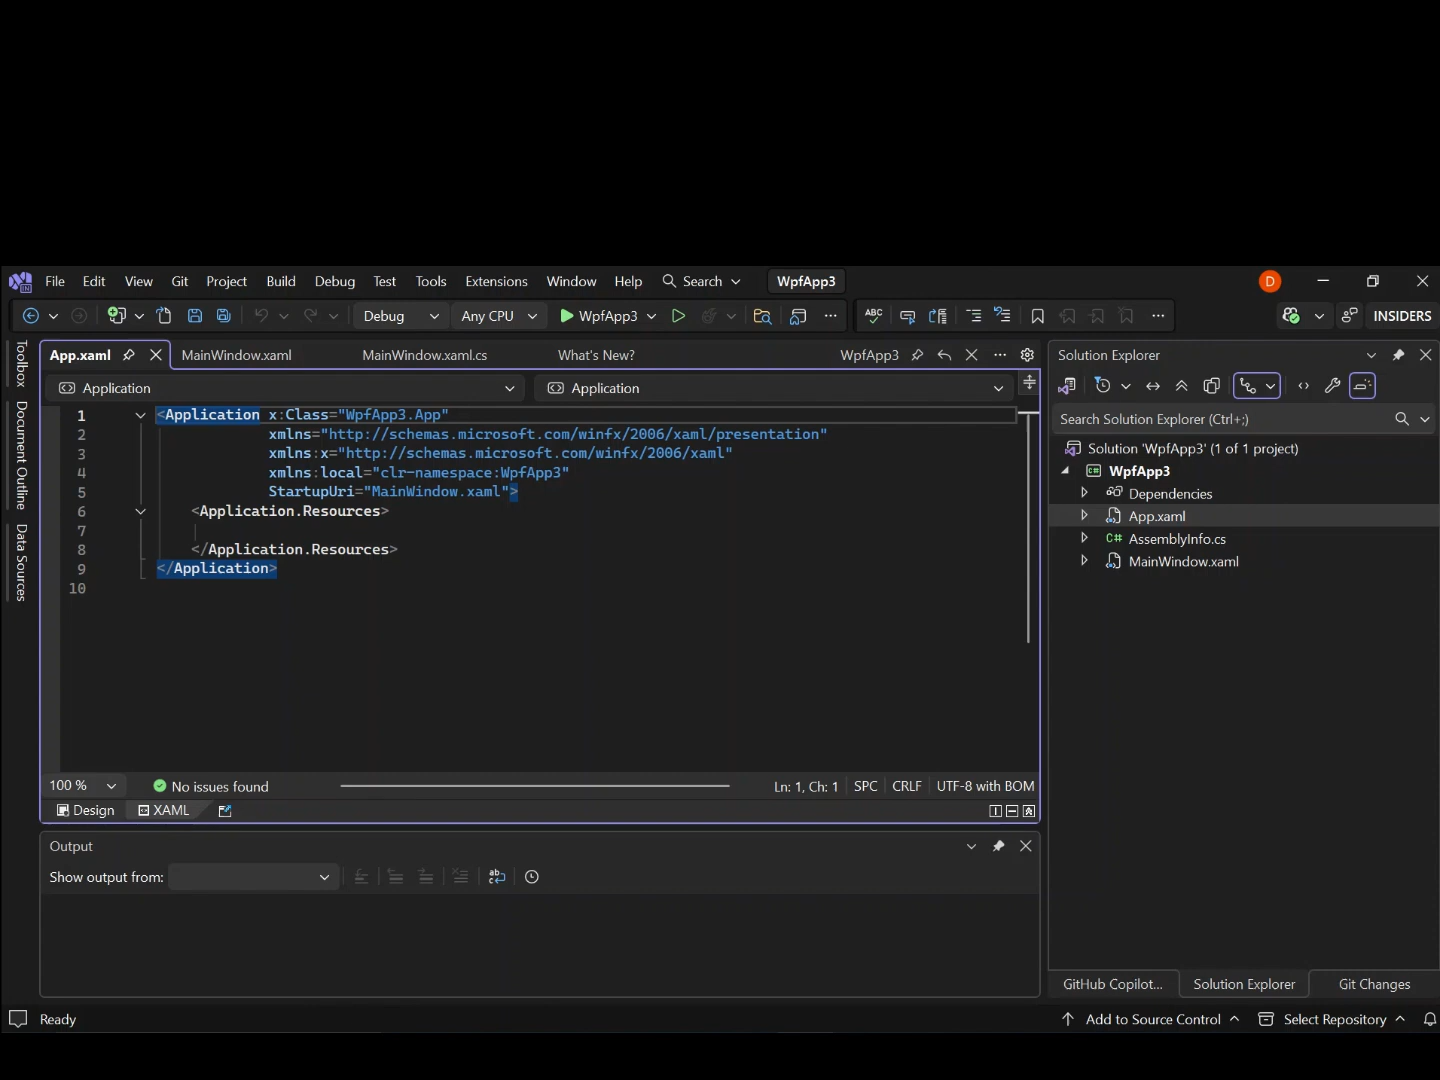 File Edit View Git Project Build Debug Test Tools Extensions Window Help Search WpfApp3 D
Debug Any CPU WpfApp3 INSIDERS
Toolbox
Document Outline
Data Sources
App.xaml MainWindow.xaml MainWindow.xaml.cs What's New? WpfApp3
Application Application
1 <Application x:Class="WpfApp3.App"
2 xmlns="http://schemas.microsoft.com/winfx/2006/xaml/presentation"
3 xmlns:x="http://schemas.microsoft.com/winfx/2006/xaml"
4 xmlns:local="clr-namespace:WpfApp3"
5 StartupUri="MainWindow.xaml">
6 <Application.Resources>
7
8 </Application.Resources>
9 </Application>
10
100 % No issues found Ln: 1, Ch: 1 SPC CRLF UTF-8 with BOM
Design XAML
Output
Show output from:
Solution Explorer
Search Solution Explorer (Ctrl+;)
Solution 'WpfApp3' (1 of 1 project)
WpfApp3
Dependencies
App.xaml
C# AssemblyInfo.cs
MainWindow.xaml
GitHub Copilot... Solution Explorer Git Changes
Ready Add to Source Control Select Repository